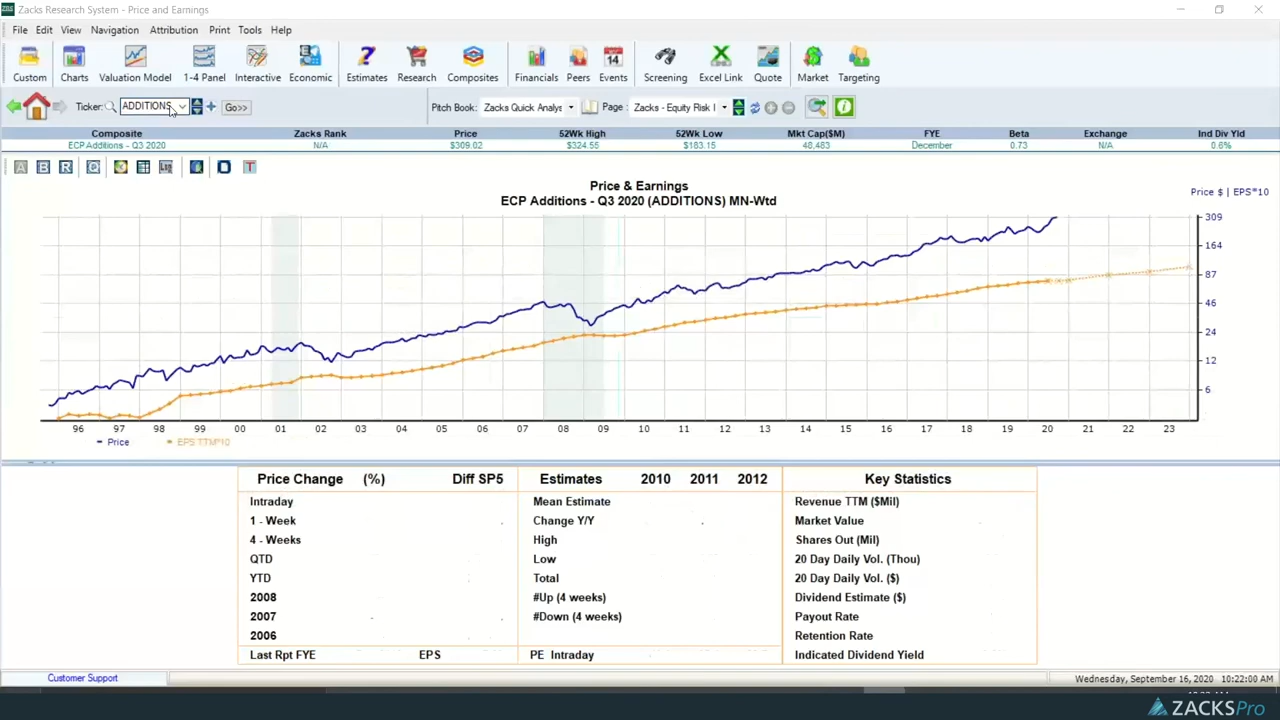 Zacks Research System - Price and Earnings
File Edit View Navigation Attribution Print Tools Help
Custom Charts Valuation Model 1-4 Panel Interactive Economic Estimates Research Composites Financials Peers Events Screening Excel Link Quote Market Targeting
Ticker: ADDITIONS Go>> Pitch Book: Zacks Quick Analys Page : Zacks - Equity Risk I
Composite Zacks Rank Price 52Wk High 52Wk Low Mkt Cap($M) FYE Beta Exchange Ind Div Yld
ECP Additions - Q3 2020 N/A $309.02 $324.55 $183.15 48,483 December 0.73 N/A 0.6%
A B R Q Log T
Price & Earnings
ECP Additions - Q3 2020 (ADDITIONS) MN-Wtd
Price $ | EPS*10
309
164
87
46
24
12
6
96 97 98 99 00 01 02 03 04 05 06 07 08 09 10 11 12 13 14 15 16 17 18 19 20 21 22 23
Price EPS TTM*10
Price Change (%) Diff SP5 Estimates 2010 2011 2012 Key Statistics
Intraday Mean Estimate Revenue TTM ($Mil)
1 - Week Change Y/Y Market Value
4 - Weeks High Shares Out (Mil)
QTD Low 20 Day Daily Vol. (Thou)
YTD Total 20 Day Daily Vol. ($)
2008 #Up (4 weeks) Dividend Estimate ($)
2007 #Down (4 weeks) Payout Rate
2006 Retention Rate
Last Rpt FYE EPS PE Intraday Indicated Dividend Yield
Customer Support Wednesday, September 16, 2020 10:22:00 AM
ZACKSPro